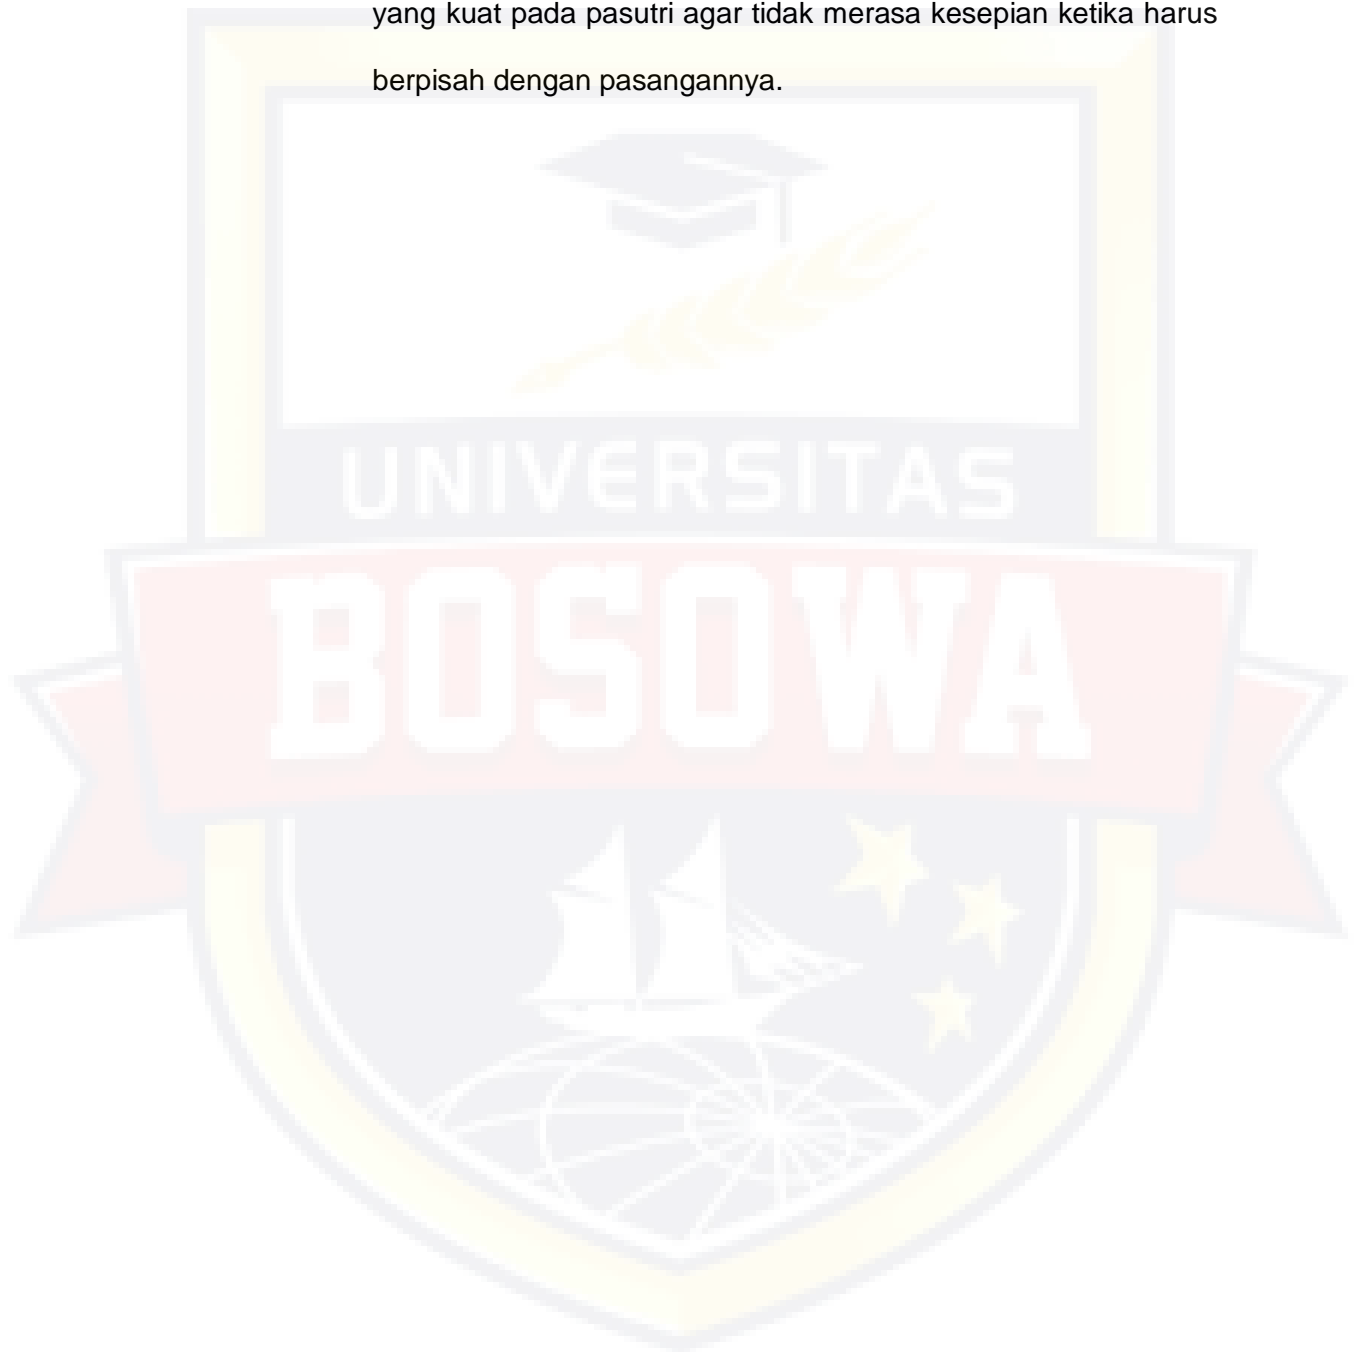 yang kuat pada pasutri agar tidak merasa kesepian ketika harus
berpisah dengan pasangannya.
UNIVERSITAS
BOSOWA